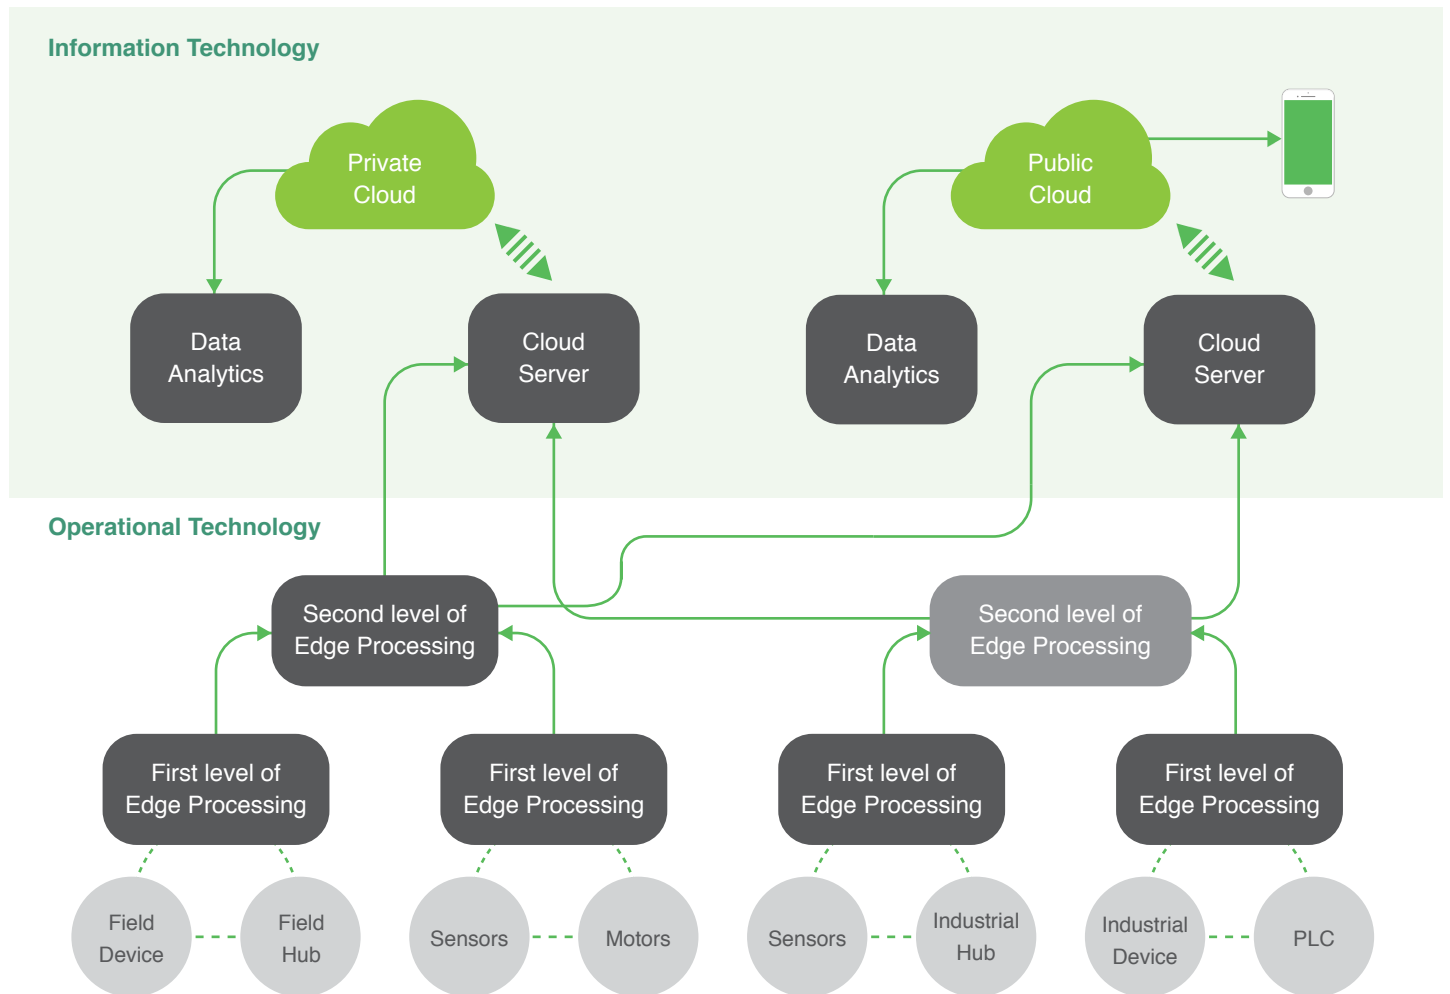 Information Technology
Private
Cloud
Public
Cloud
Data
Analytics
Cloud
Server
Data
Analytics
Cloud
Server
Operational Technology
Second level of
Edge Processing
Second level of
Edge Processing
First level of
Edge Processing
First level of
Edge Processing
First level of
Edge Processing
First level of
Edge Processing
Field
Device
Field
Hub
Sensors
Motors
Sensors
Industrial
Hub
Industrial
Device
PLC